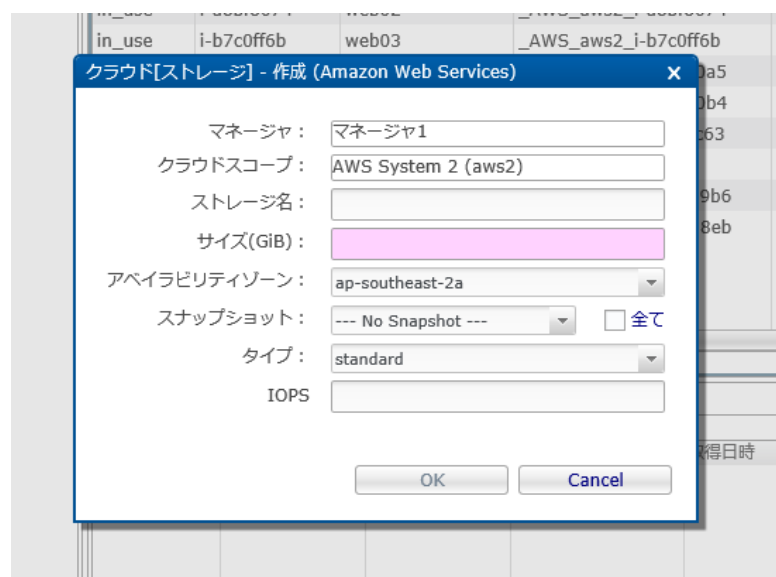 in_use i-b7c0ff6b web03 _AWS_aws2_i-b7c0ff6b
クラウド[ストレージ] - 作成 (Amazon Web Services) x
マネージャ： マネージャ1
クラウドスコープ： AWS System 2 (aws2)
ストレージ名：
サイズ(GiB)：
アベイラビリティゾーン： ap-southeast-2a
スナップショット： --- No Snapshot --- 全て
タイプ： standard
IOPS
OK Cancel
0a5
0b4
c63
9b6
8eb
得日時